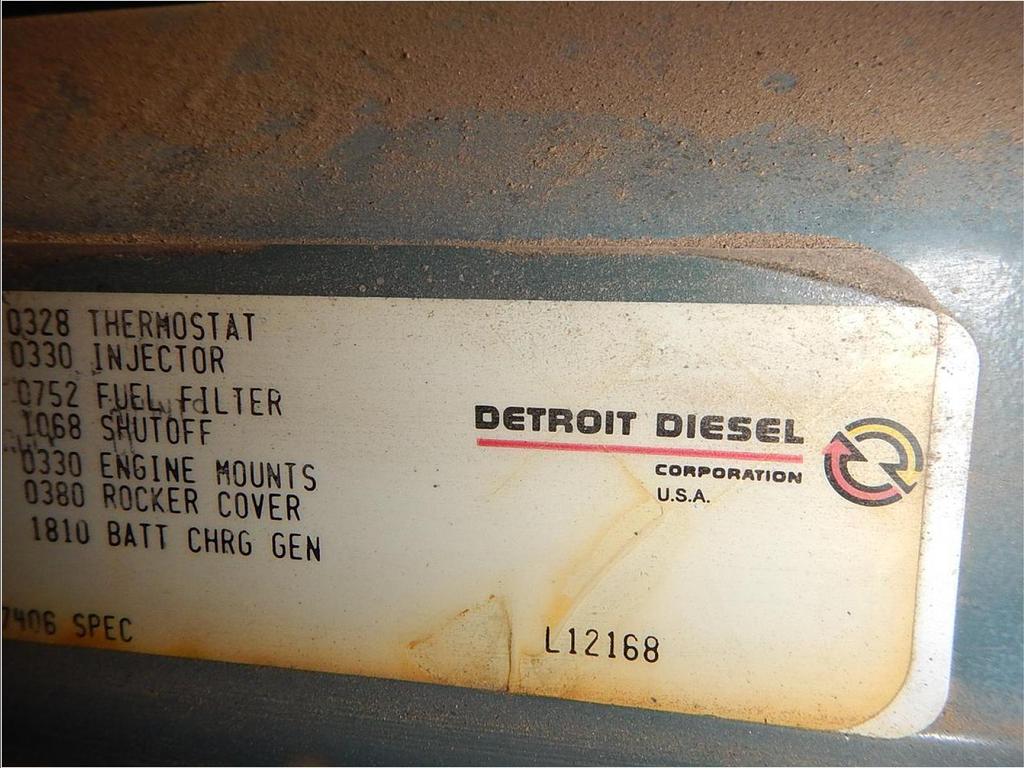 0328 THERMOSTAT
0330 INJECTOR
0752 FUEL FILTER
1068 SHUTOFF
0330 ENGINE MOUNTS
0380 ROCKER COVER
1810 BATT CHRG GEN
7406 SPEC
DETROIT DIESEL
CORPORATION
U.S.A.
L12168